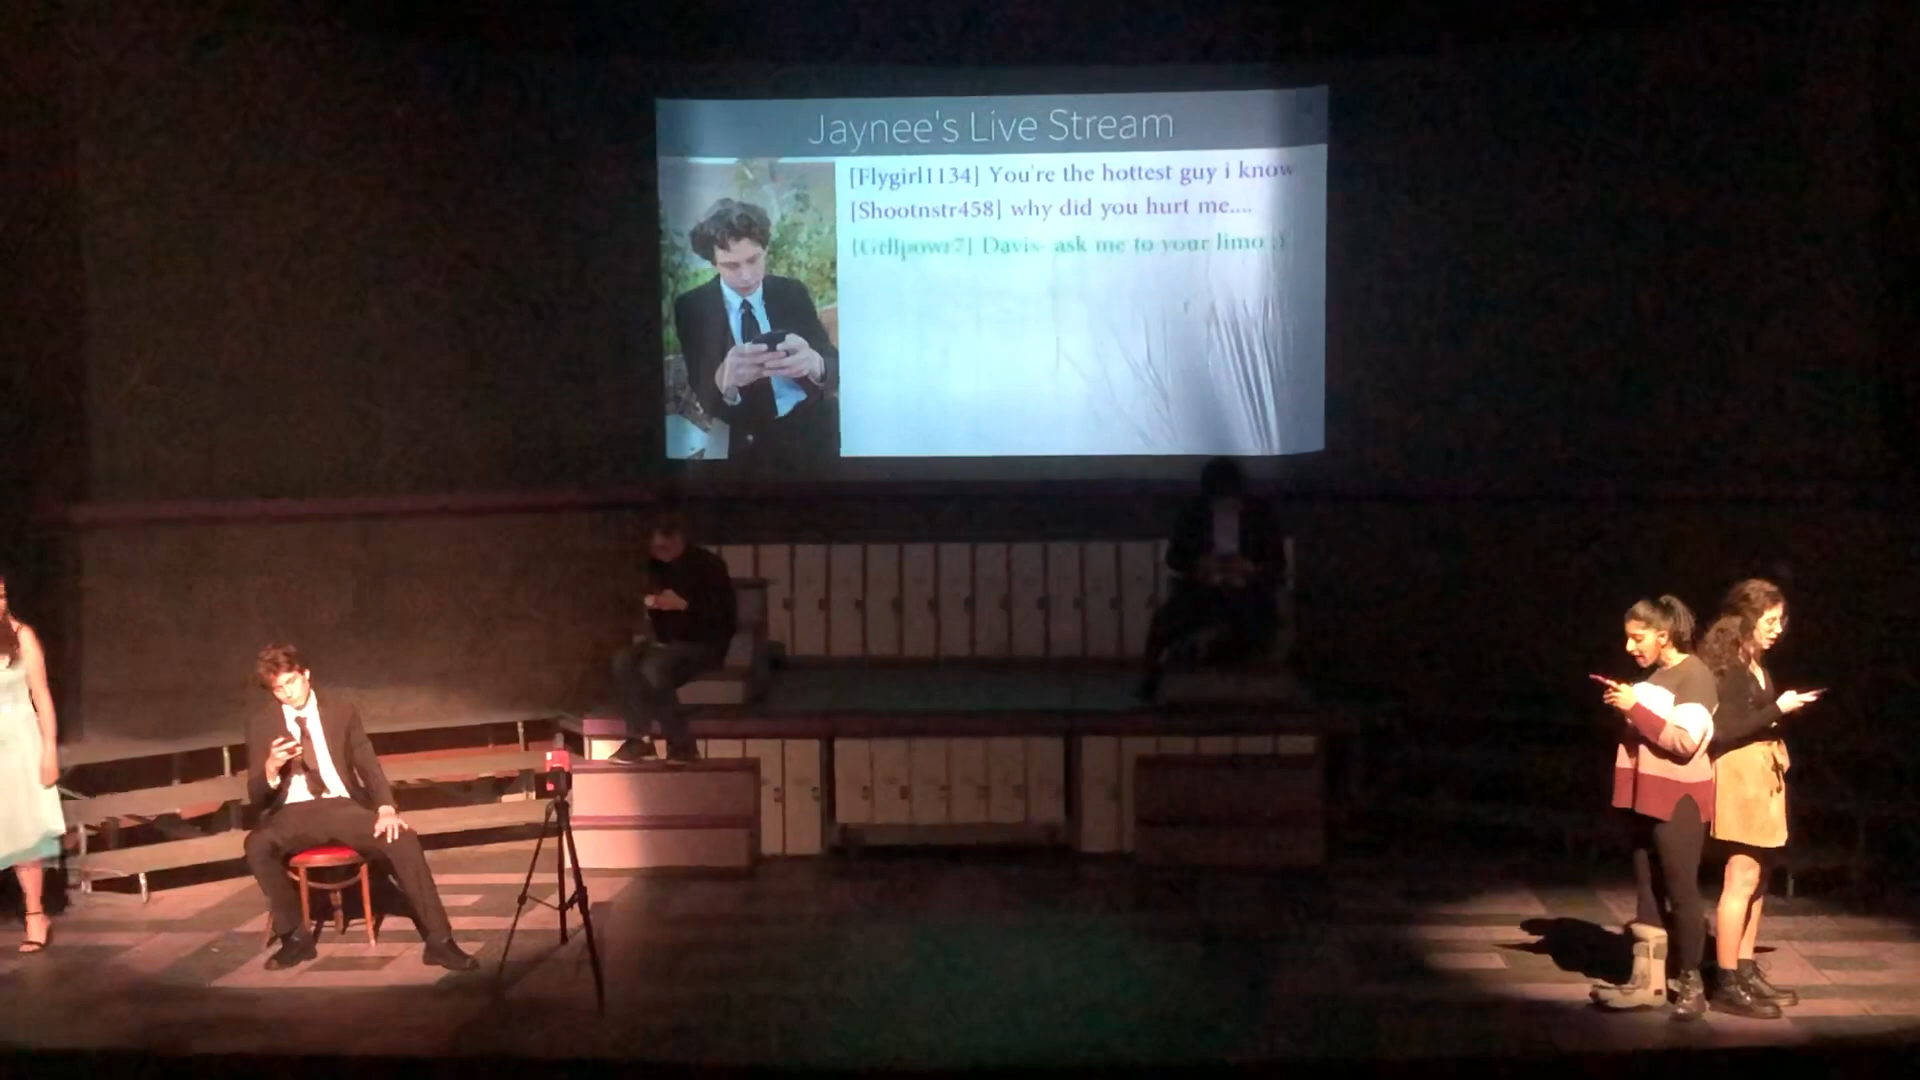 Jaynee's Live Stream
[Flygirl1134] You're the hottest guy i know
[Shootnstr458] why did you hurt me....
[Grllpowr7] Davis- ask me to your limo ;)